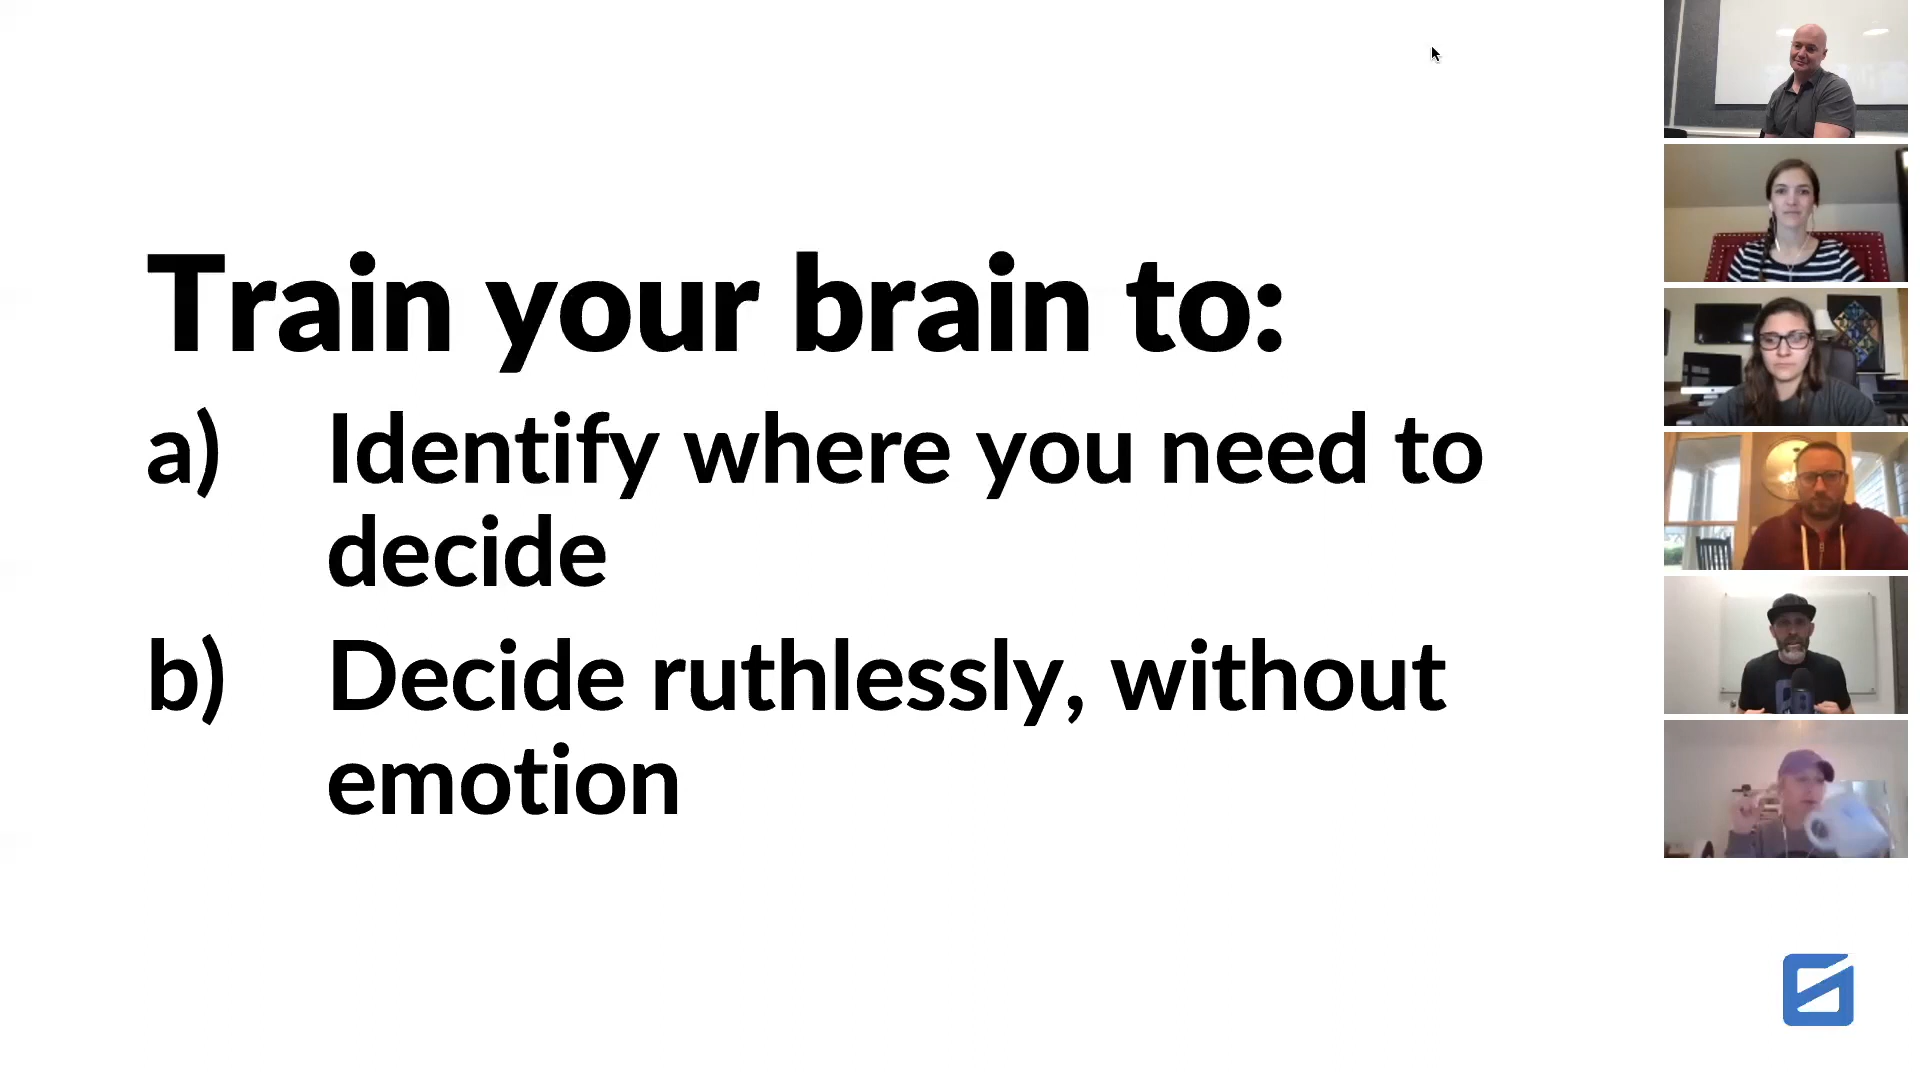 Train your brain to:
a) Identify where you need to
decide
b) Decide ruthlessly, without
emotion